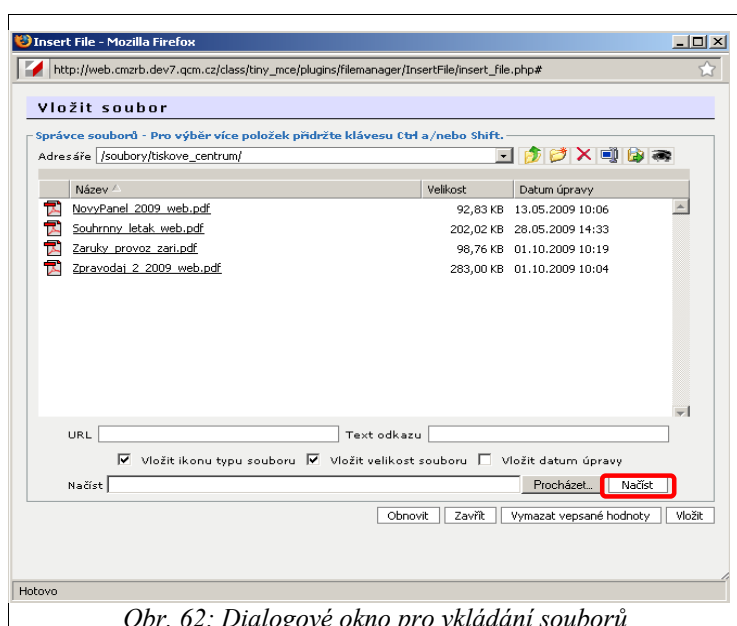 Insert File - Mozilla Firefox
http://web.cmzrb.dev7.qcm.cz/class/tiny_mce/plugins/filemanager/InsertFile/insert_file.php#
Vložit soubor
Správce souborů - Pro výběr více položek přidržte klávesu Ctrl a/nebo Shift.
Adresáře /soubory/tiskove_centrum/
Název Velikost Datum úpravy
NovyPanel_2009_web.pdf 92,83 KB 13.05.2009 10:06
Souhrnny_letak_web.pdf 202,02 KB 28.05.2009 14:33
Zaruky_provoz_zari.pdf 98,76 KB 01.10.2009 10:19
Zpravodaj_2_2009_web.pdf 283,00 KB 01.10.2009 10:04
URL Text odkazu
Vložit ikonu typu souboru Vložit velikost souboru Vložit datum úpravy
Načíst Procházet... Načíst
Obnovit Zavřít Vymazat vepsané hodnoty Vložit
Hotovo
Obr. 62: Dialogové okno pro vkládání souborů